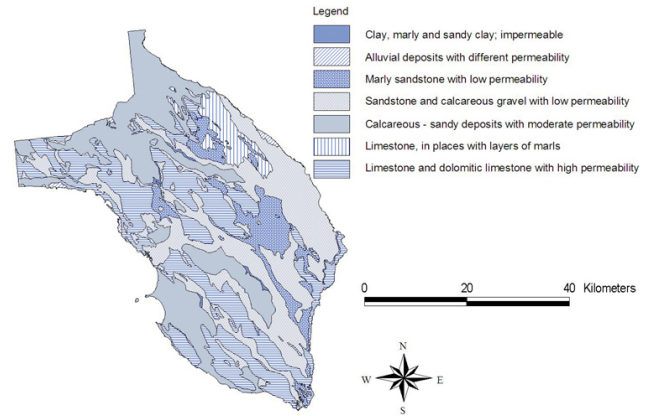 Legend
Clay, marly and sandy clay; impermeable
Alluvial deposits with different permeability
Marly sandstone with low permeability
Sandstone and calcareous gravel with low permeability
Calcareous - sandy deposits with moderate permeability
Limestone, in places with layers of marls
Limestone and dolomitic limestone with high permeability
0 20 40 Kilometers
N
W E
S